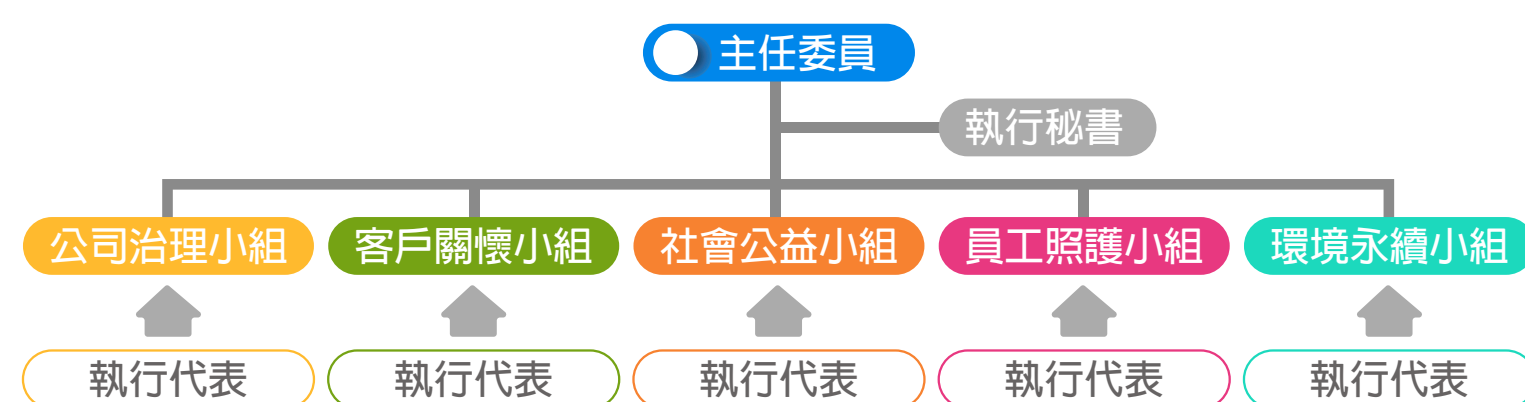 主任委員
執行秘書
公司治理小組
客戶關懷小組
社會公益小組
員工照護小組
環境永續小組
執行代表
執行代表
執行代表
執行代表
執行代表